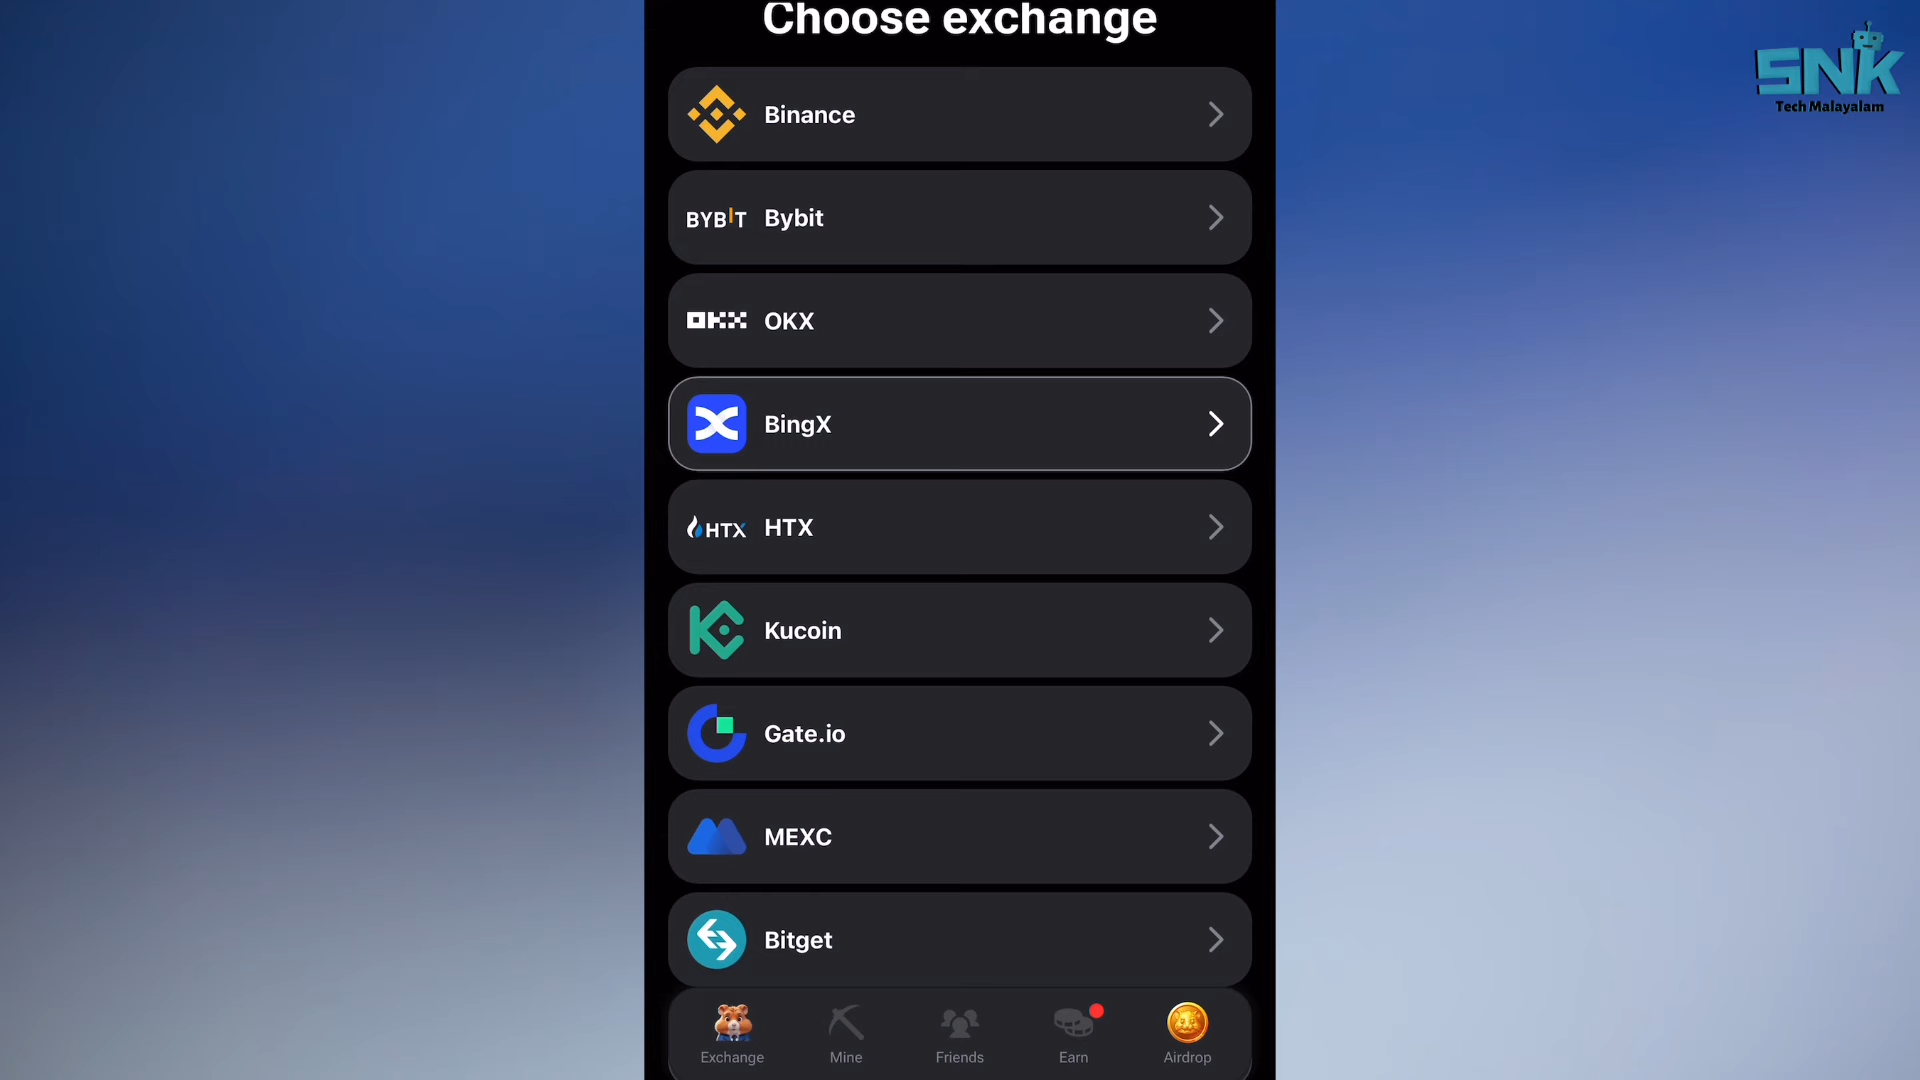 Choose exchange
SNK
Tech Malayalam
Binance
BYBIT Bybit
OKX OKX
BingX
HTX HTX
Kucoin
Gate.io
MEXC
Bitget
Exchange Mine Friends Earn Airdrop